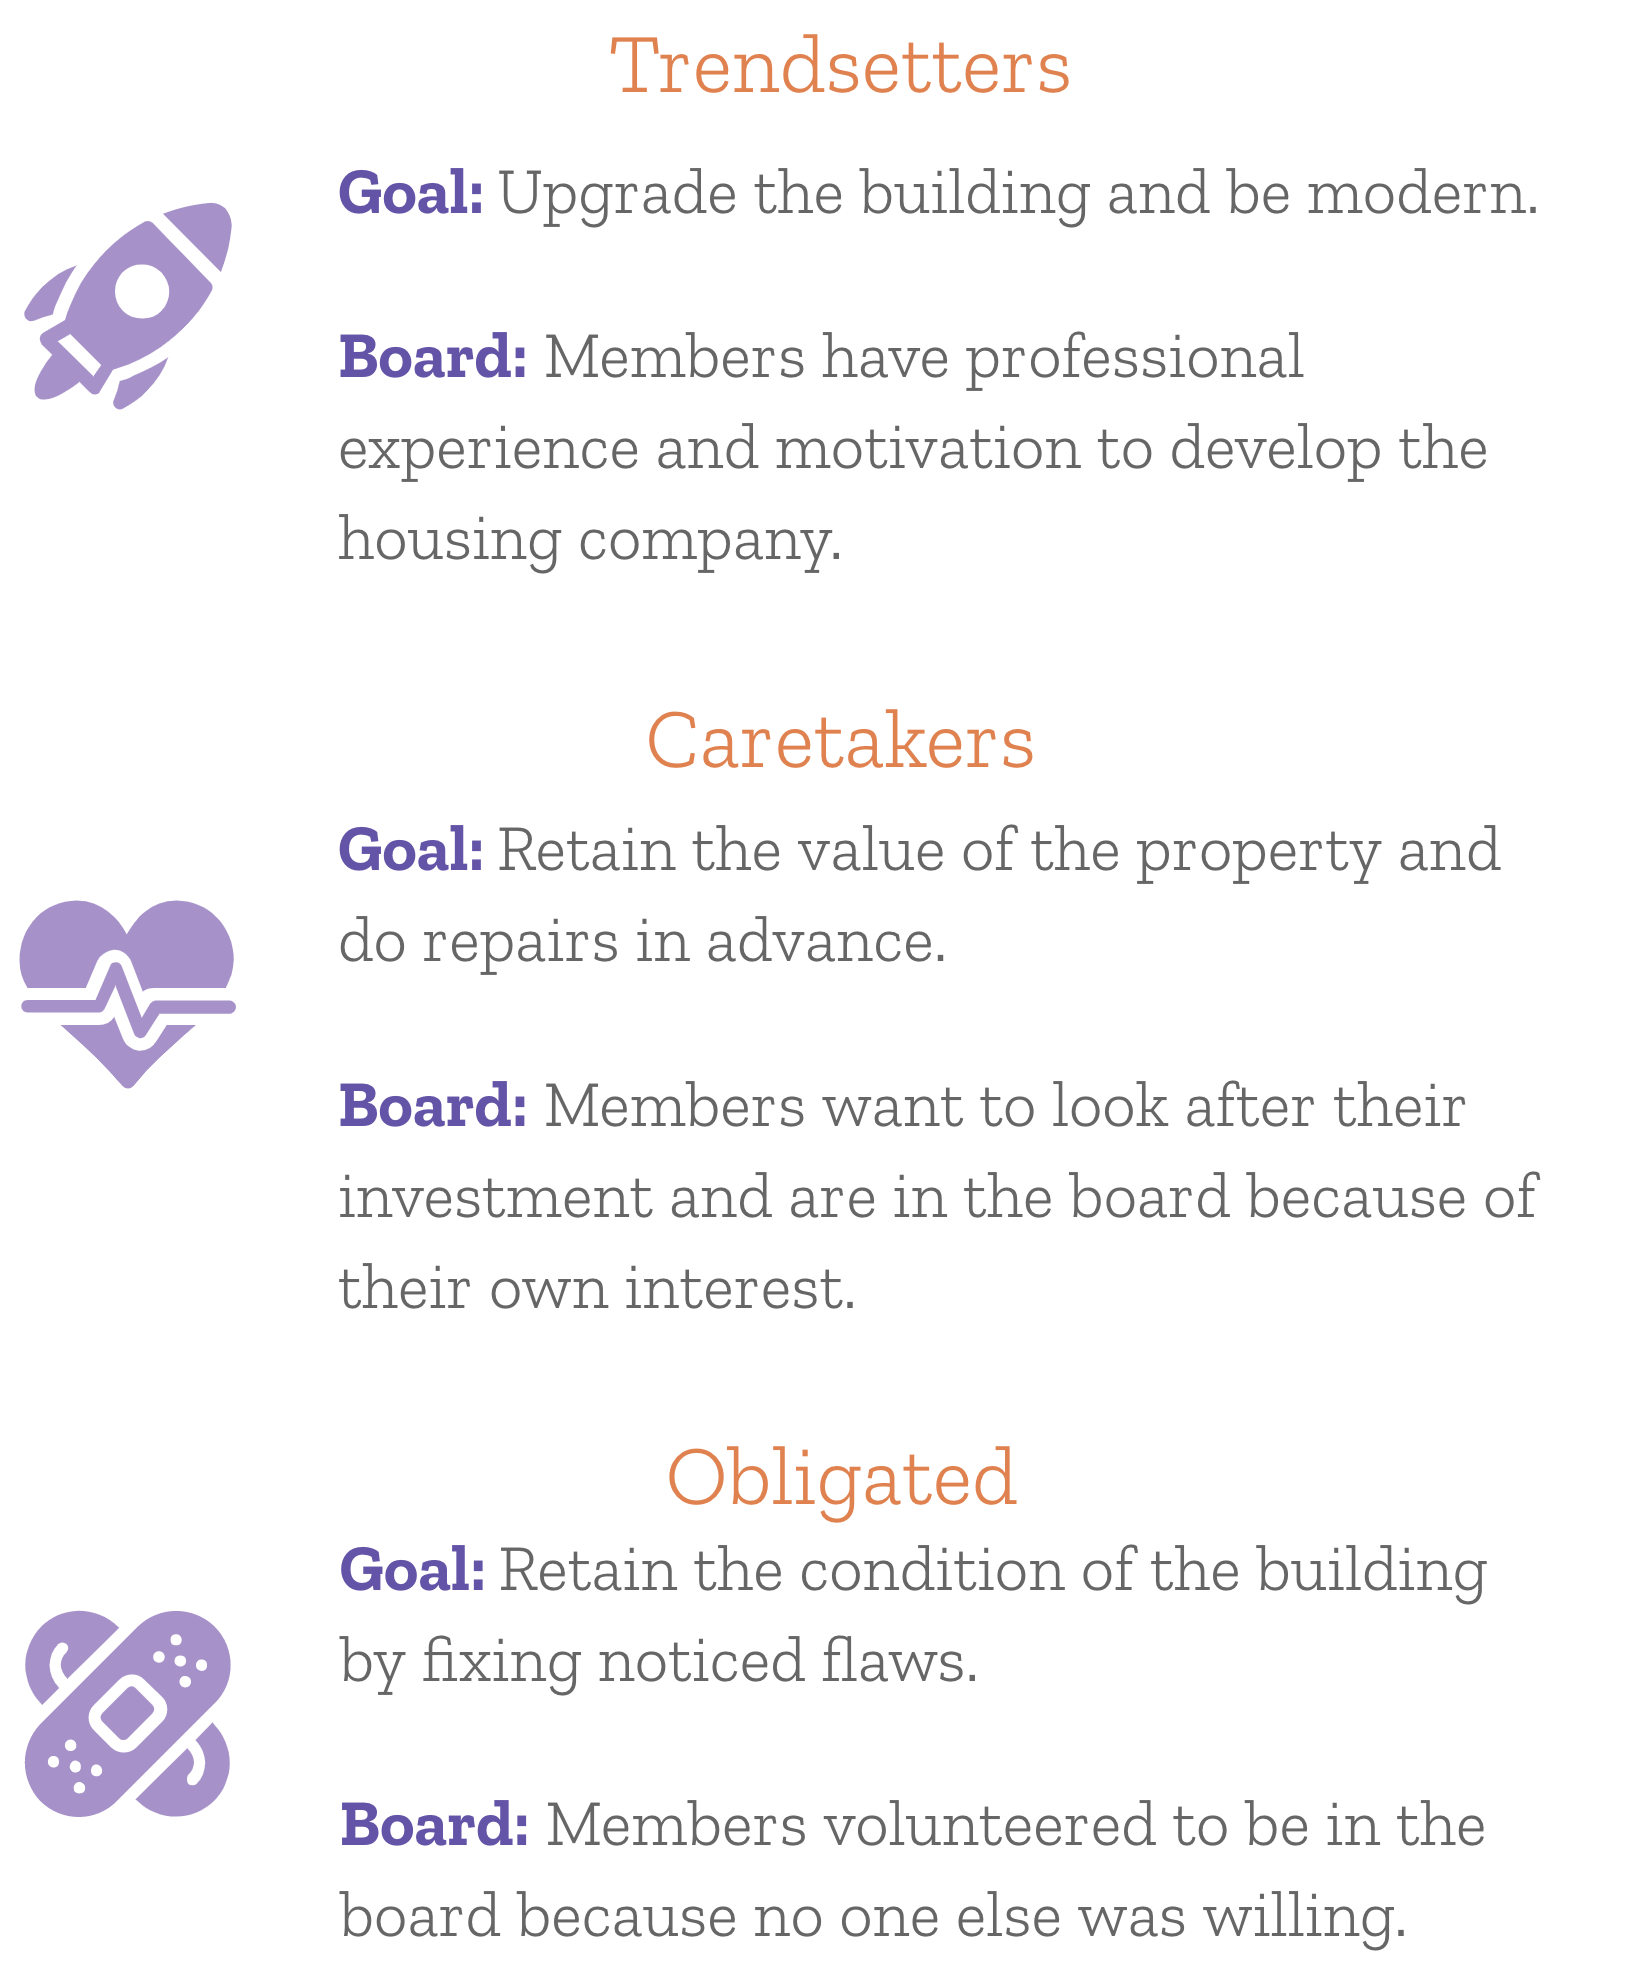 Trendsetters
Goal: Upgrade the building and be modern.
Board: Members have professional
experience and motivation to develop the
housing company.
Caretakers
Goal: Retain the value of the property and
do repairs in advance.
Board: Members want to look after their
investment and are in the board because of
their own interest.
Obligated
Goal: Retain the condition of the building
by fixing noticed flaws.
Board: Members volunteered to be in the
board because no one else was willing.